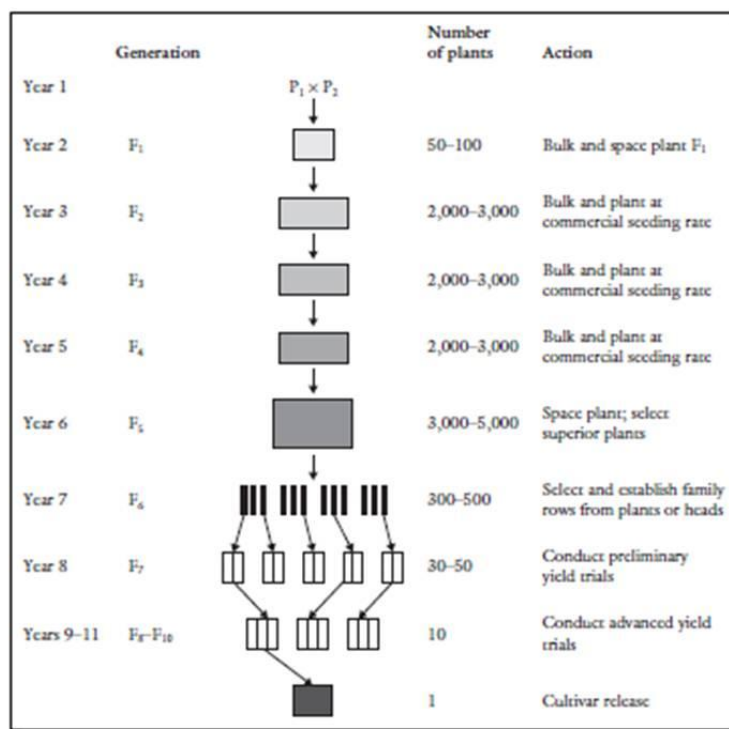 Generation Number of plants Action
Year 1 P₁ × P₂
Year 2 F₁ 50–100 Bulk and space plant F₁
Year 3 F₂ 2,000–3,000 Bulk and plant at commercial seeding rate
Year 4 F₃ 2,000–3,000 Bulk and plant at commercial seeding rate
Year 5 F₄ 2,000–3,000 Bulk and plant at commercial seeding rate
Year 6 F₅ 3,000–5,000 Space plant; select superior plants
Year 7 F₆ 300–500 Select and establish family rows from plants or heads
Year 8 F₇ 30–50 Conduct preliminary yield trials
Years 9–11 F₈–F₁₀ 10 Conduct advanced yield trials
1 Cultivar release